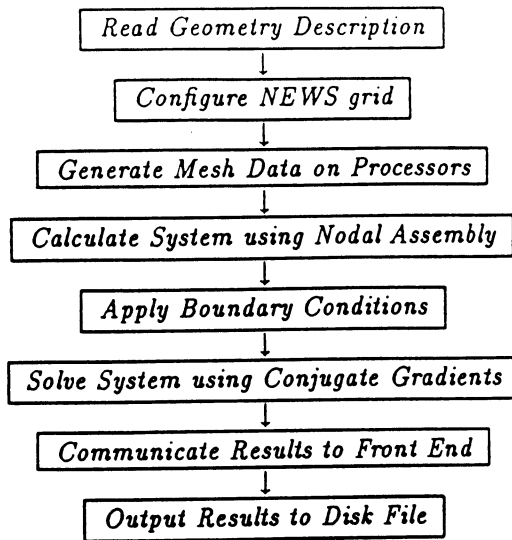 Read Geometry Description
Configure NEWS grid
Generate Mesh Data on Processors
Calculate System using Nodal Assembly
Apply Boundary Conditions
Solve System using Conjugate Gradients
Communicate Results to Front End
Output Results to Disk File